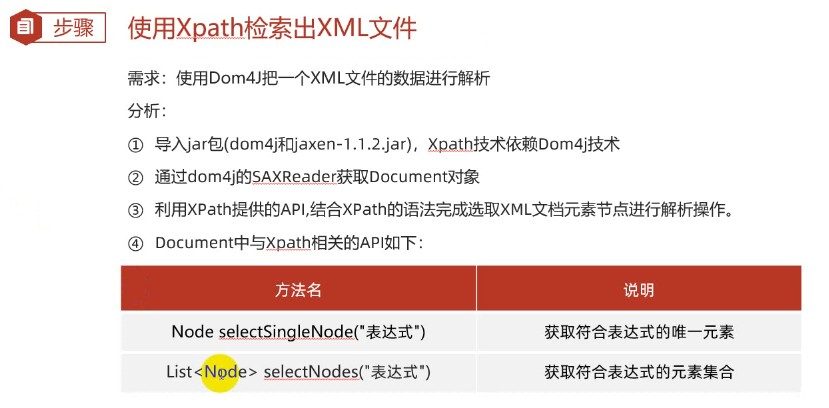 步骤
使用Xpath检索出XML文件
需求：使用Dom4J把一个XML文件的数据进行解析
分析：
① 导入jar包(dom4j和jaxen-1.1.2.jar)，Xpath技术依赖Dom4j技术
② 通过dom4j的SAXReader获取Document对象
③ 利用XPath提供的API,结合XPath的语法完成选取XML文档元素节点进行解析操作。
④ Document中与Xpath相关的API如下：
方法名 说明
Node selectSingleNode("表达式") 获取符合表达式的唯一元素
List<Node> selectNodes("表达式") 获取符合表达式的元素集合